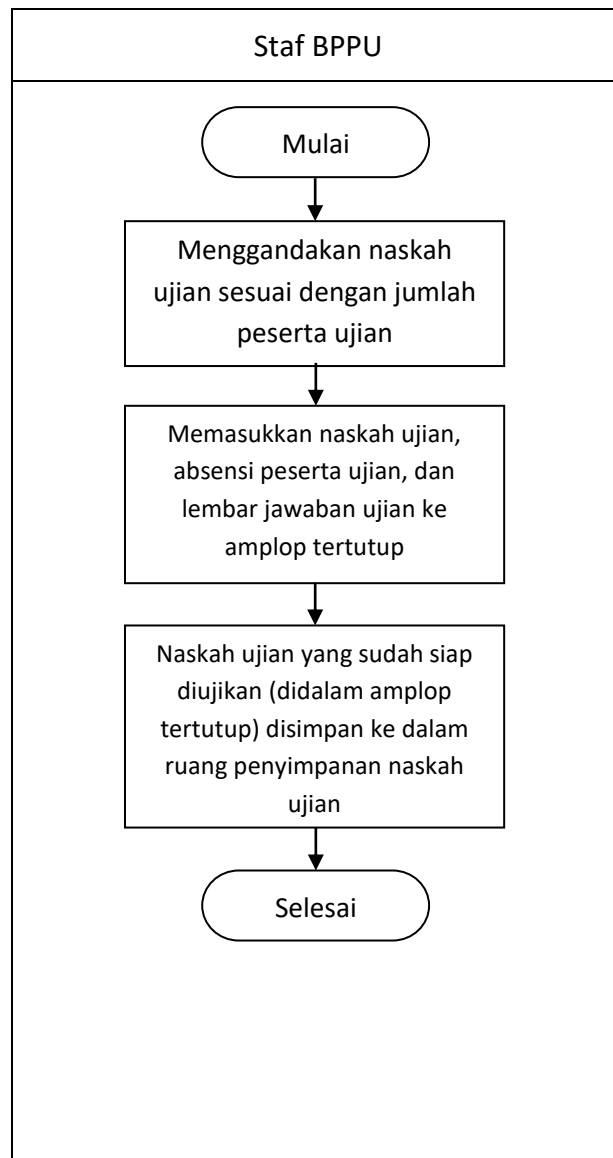 Staf BPPU
Mulai
Menggandakan naskah
ujian sesuai dengan jumlah
peserta ujian
Memasukkan naskah ujian,
absensi peserta ujian, dan
lembar jawaban ujian ke
amplop tertutup
Naskah ujian yang sudah siap
diujikan (didalam amplop
tertutup) disimpan ke dalam
ruang penyimpanan naskah
ujian
Selesai